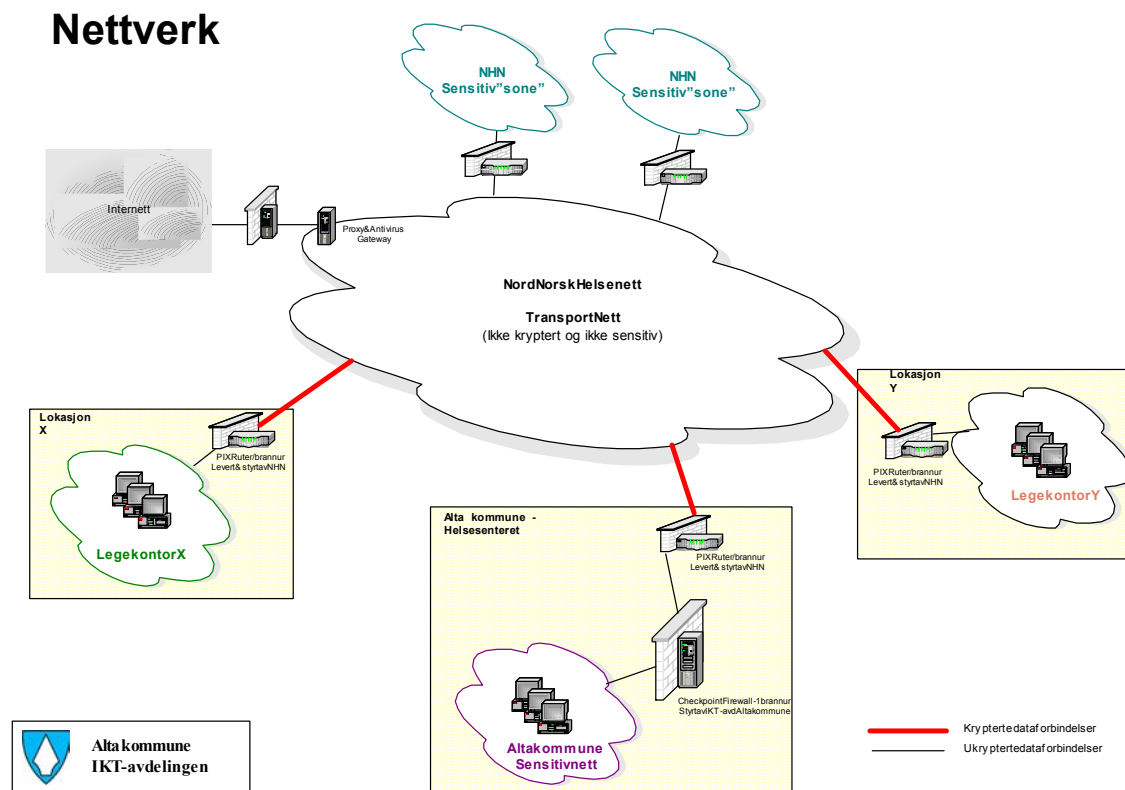 Nettverk
NHN
Sensitiv"sone"
NHN
Sensitiv"sone"
Internett
Proxy&Antivirus
Gateway
NordNorskHelsenett
TransportNett
(Ikke kryptert og ikke sensitiv)
Lokasjon
X
PIXRuter/brannur
Levert& styrtavNHN
LegekontorX
Lokasjon
Y
PIXRuter/brannur
Levert& styrtavNHN
LegekontorY
Alta kommune -
Helsesenteret
PIXRuter/brannur
Levert& styrtavNHN
CheckpointFirewall-1brannur
StyrtavIKT-avdAltakommune
Altakommune
Sensitivnett
Kryptertedataforbindelser
Ukryptertedataforbindelser
Altakommune
IKT-avdelingen